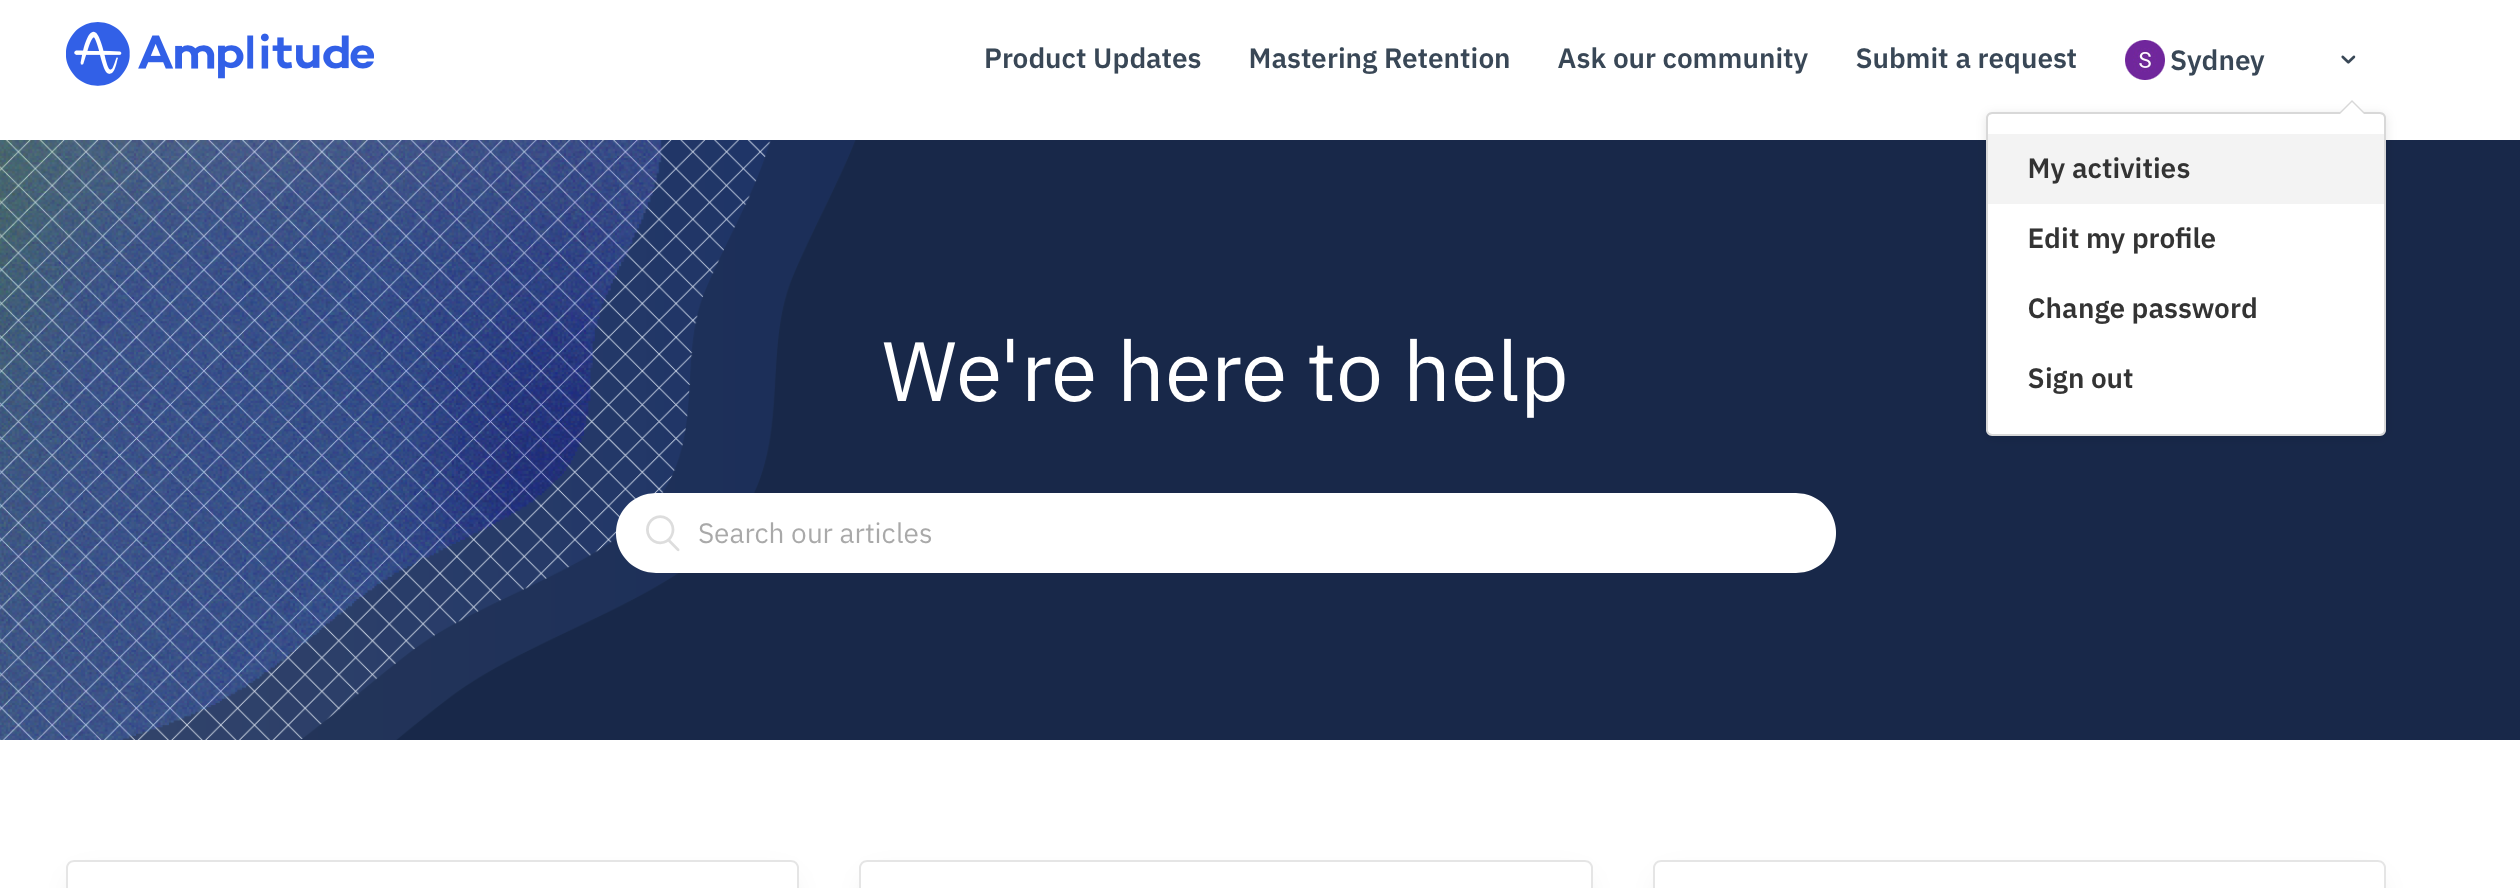 Amplitude
Product Updates Mastering Retention Ask our community Submit a request S Sydney
My activities
Edit my profile
Change password
Sign out
We're here to help
Search our articles